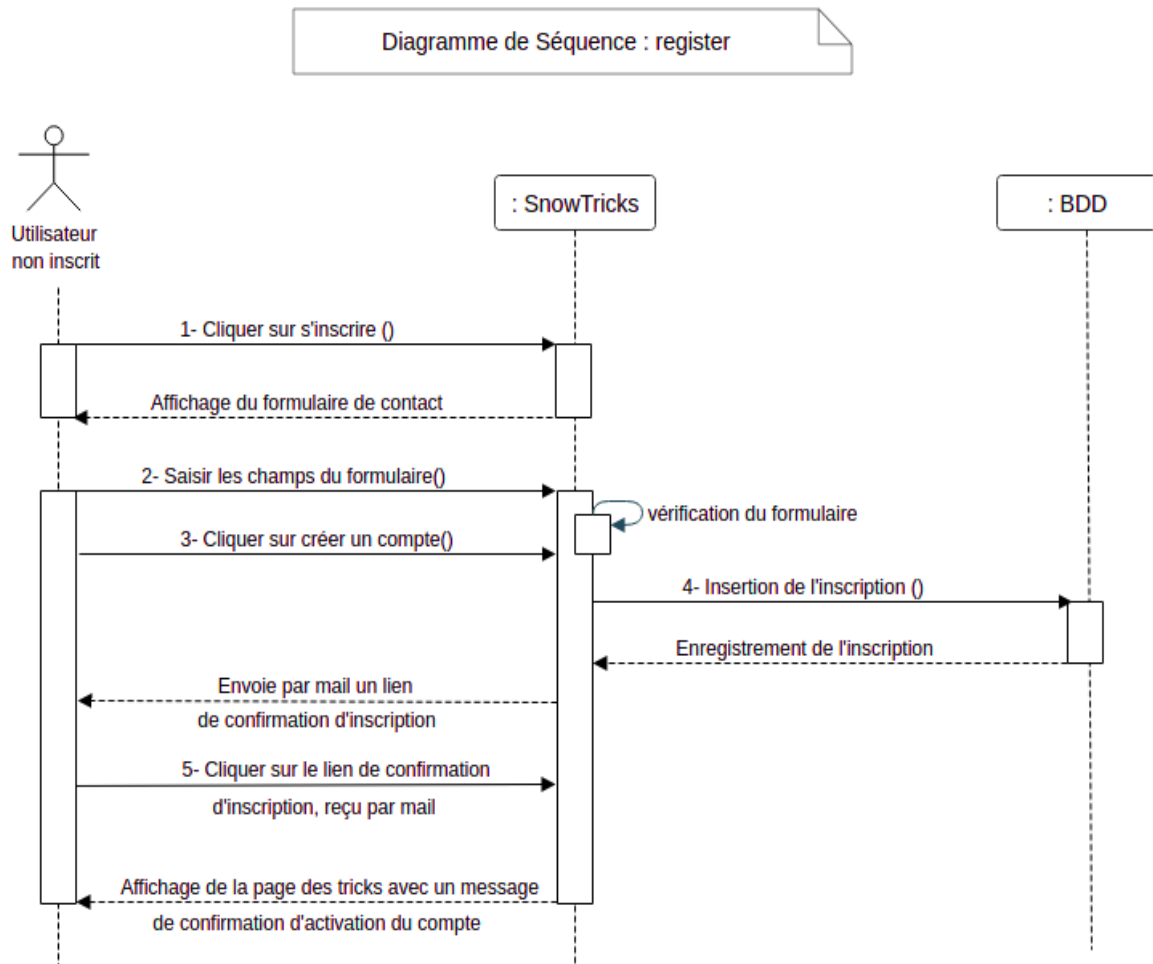 Diagramme de Séquence : register
Utilisateur
non inscrit
: SnowTricks
: BDD
1- Cliquer sur s'inscrire ()
Affichage du formulaire de contact
2- Saisir les champs du formulaire()
vérification du formulaire
3- Cliquer sur créer un compte()
4- Insertion de l'inscription ()
Enregistrement de l'inscription
Envoie par mail un lien
de confirmation d'inscription
5- Cliquer sur le lien de confirmation
d'inscription, reçu par mail
Affichage de la page des tricks avec un message
de confirmation d'activation du compte